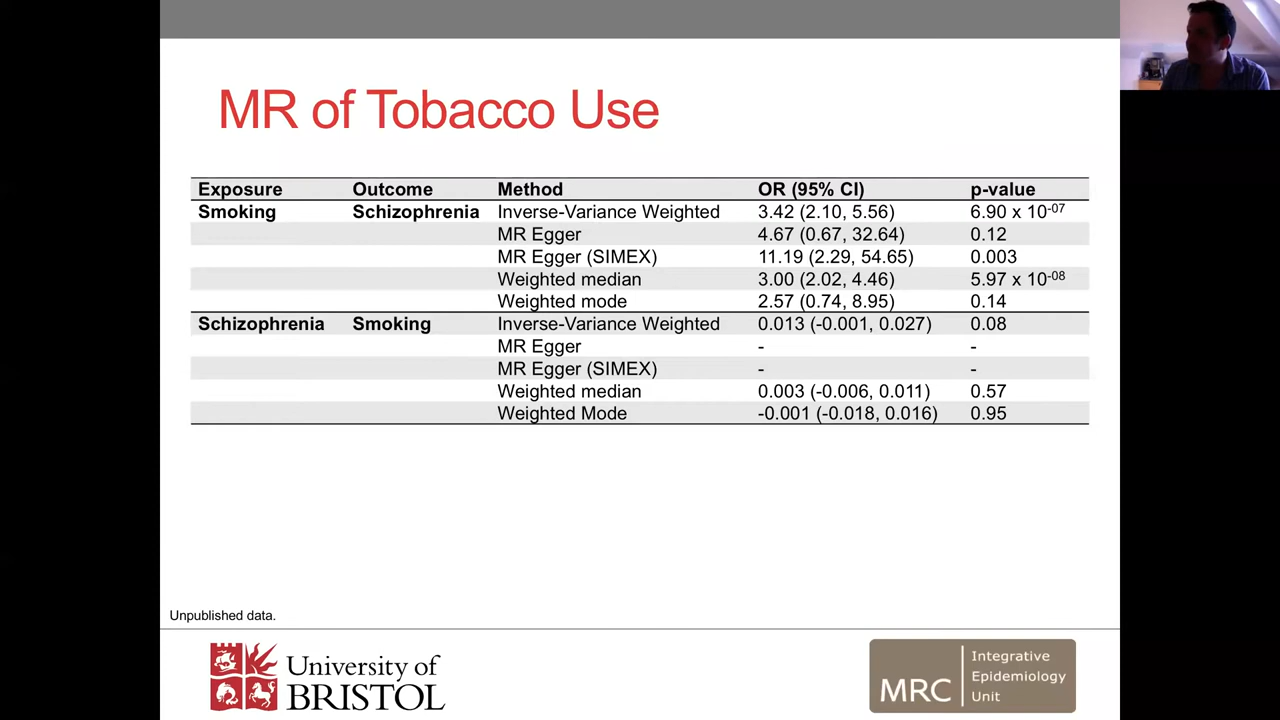 MR of Tobacco Use
Exposure Outcome Method OR (95% CI) p-value
Smoking Schizophrenia Inverse-Variance Weighted 3.42 (2.10, 5.56) 6.90 x 10-07
MR Egger 4.67 (0.67, 32.64) 0.12
MR Egger (SIMEX) 11.19 (2.29, 54.65) 0.003
Weighted median 3.00 (2.02, 4.46) 5.97 x 10-08
Weighted mode 2.57 (0.74, 8.95) 0.14
Schizophrenia Smoking Inverse-Variance Weighted 0.013 (-0.001, 0.027) 0.08
MR Egger - -
MR Egger (SIMEX) - -
Weighted median 0.003 (-0.006, 0.011) 0.57
Weighted Mode -0.001 (-0.018, 0.016) 0.95
Unpublished data.
University of
BRISTOL
MRC
Integrative
Epidemiology
Unit